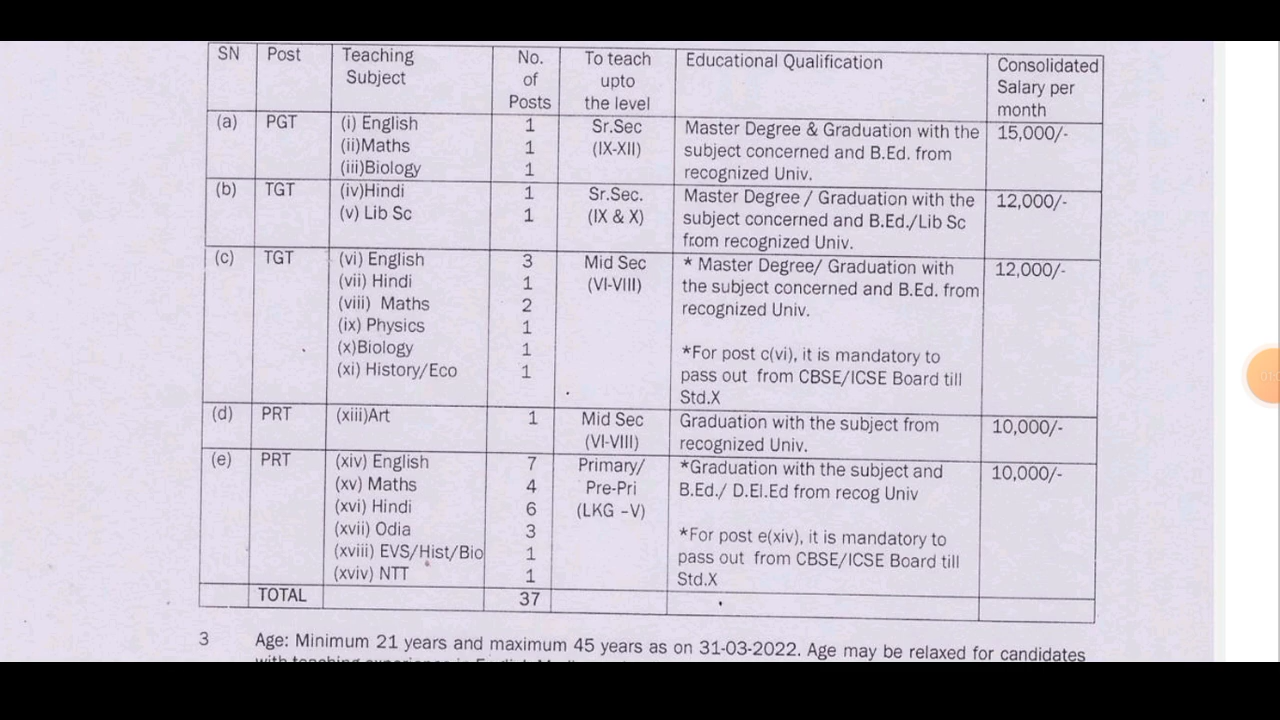 SN Post Teaching Subject No. of Posts To teach upto the level Educational Qualification Consolidated Salary per month
(a) PGT (i) English 1 Sr.Sec Master Degree & Graduation with the 15,000/-
(ii)Maths 1 (IX-XII) subject concerned and B.Ed. from
(iii)Biology 1 recognized Univ.
(b) TGT (iv)Hindi 1 Sr.Sec. Master Degree / Graduation with the 12,000/-
(v) Lib Sc 1 (IX & X) subject concerned and B.Ed./Lib Sc
from recognized Univ.
(c) TGT (vi) English 3 Mid Sec * Master Degree/ Graduation with 12,000/-
(vii) Hindi 1 (VI-VIII) the subject concerned and B.Ed. from
(viii) Maths 2 recognized Univ.
(ix) Physics 1
(x)Biology 1 *For post c(vi), it is mandatory to
(xi) History/Eco 1 pass out from CBSE/ICSE Board till
Std.X
(d) PRT (xiii)Art 1 Mid Sec Graduation with the subject from 10,000/-
(VI-VIII) recognized Univ.
(e) PRT (xiv) English 7 Primary/ *Graduation with the subject and 10,000/-
(xv) Maths 4 Pre-Pri B.Ed./ D.El.Ed from recog Univ
(xvi) Hindi 6 (LKG –V)
(xvii) Odia 3 *For post e(xiv), it is mandatory to
(xviii) EVS/Hist/Bio 1 pass out from CBSE/ICSE Board till
(xviv) NTT 1 Std.X
TOTAL 37
3 Age: Minimum 21 years and maximum 45 years as on 31-03-2022. Age may be relaxed for candidates